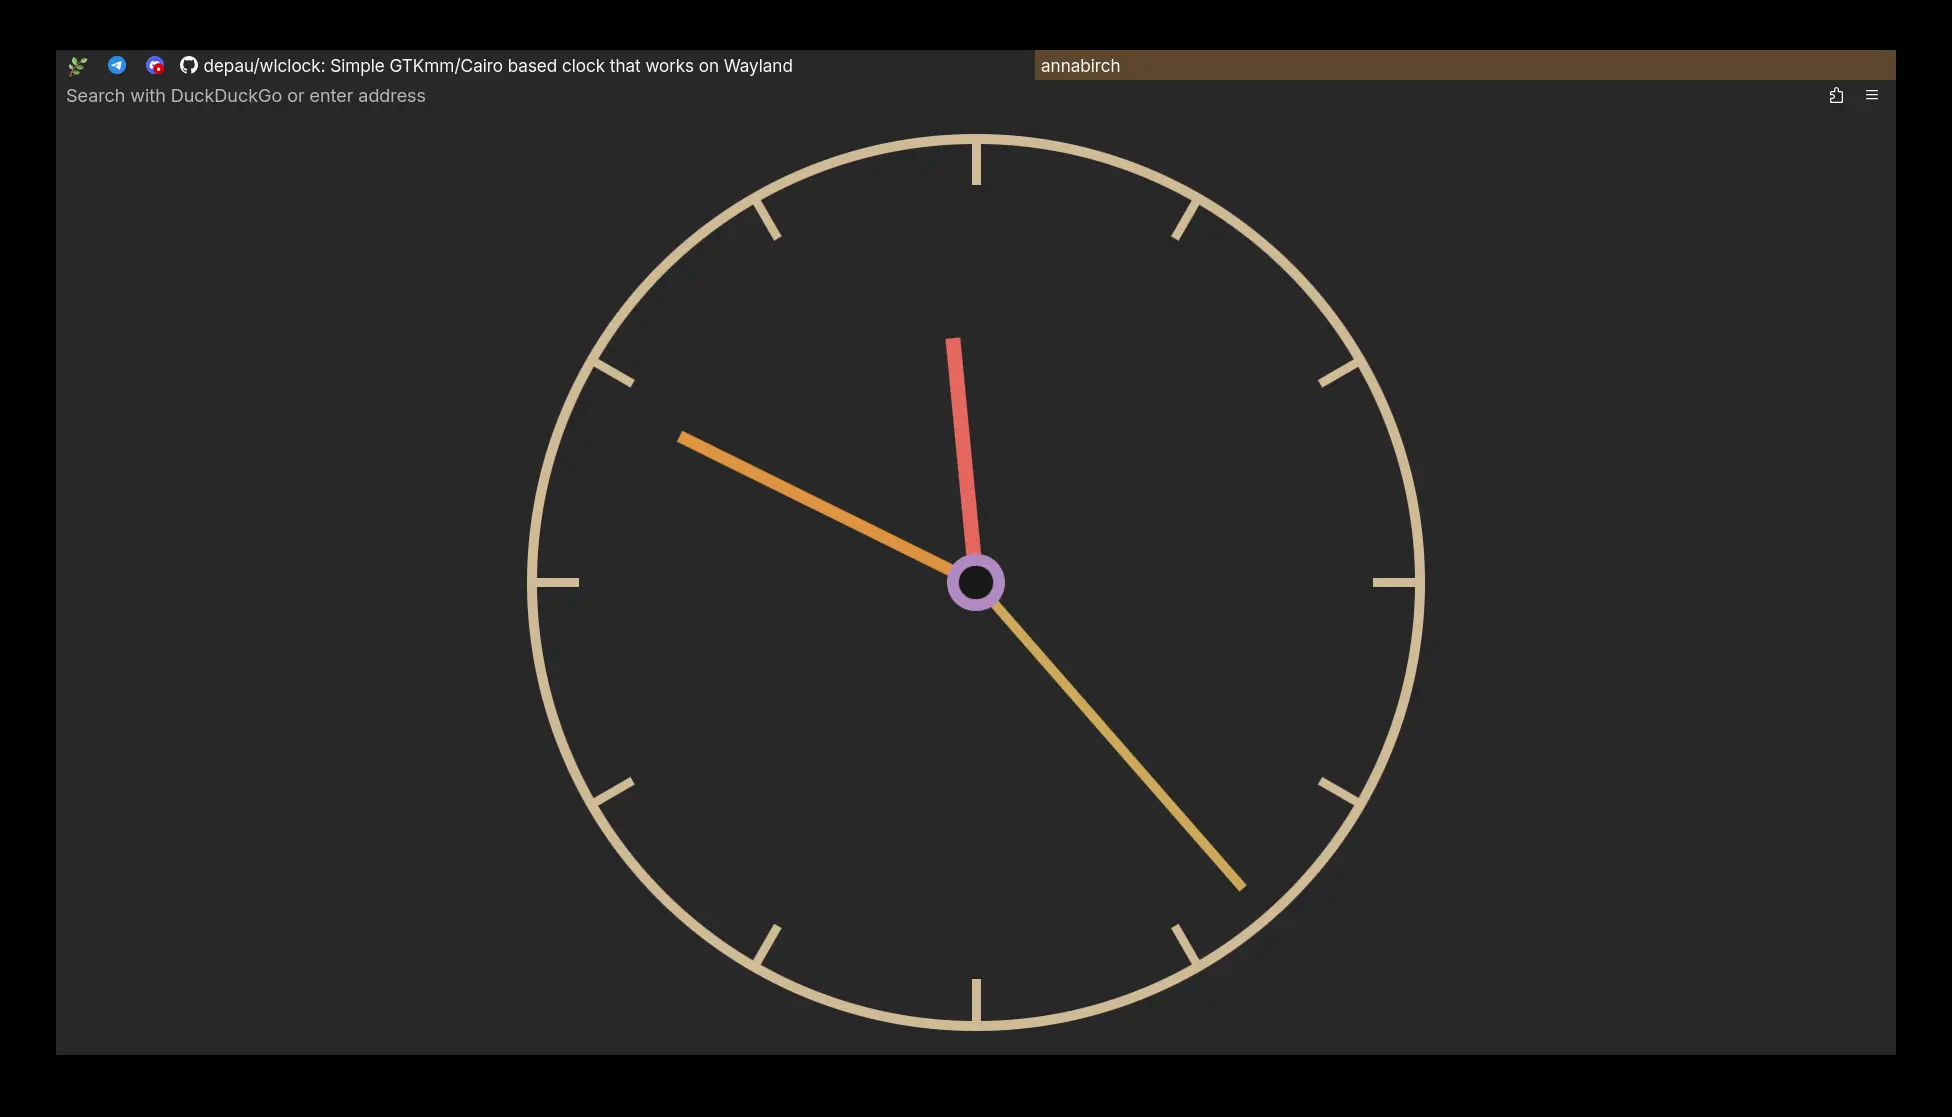 depau/wlclock: Simple GTKmm/Cairo based clock that works on Wayland
annabirch
Search with DuckDuckGo or enter address